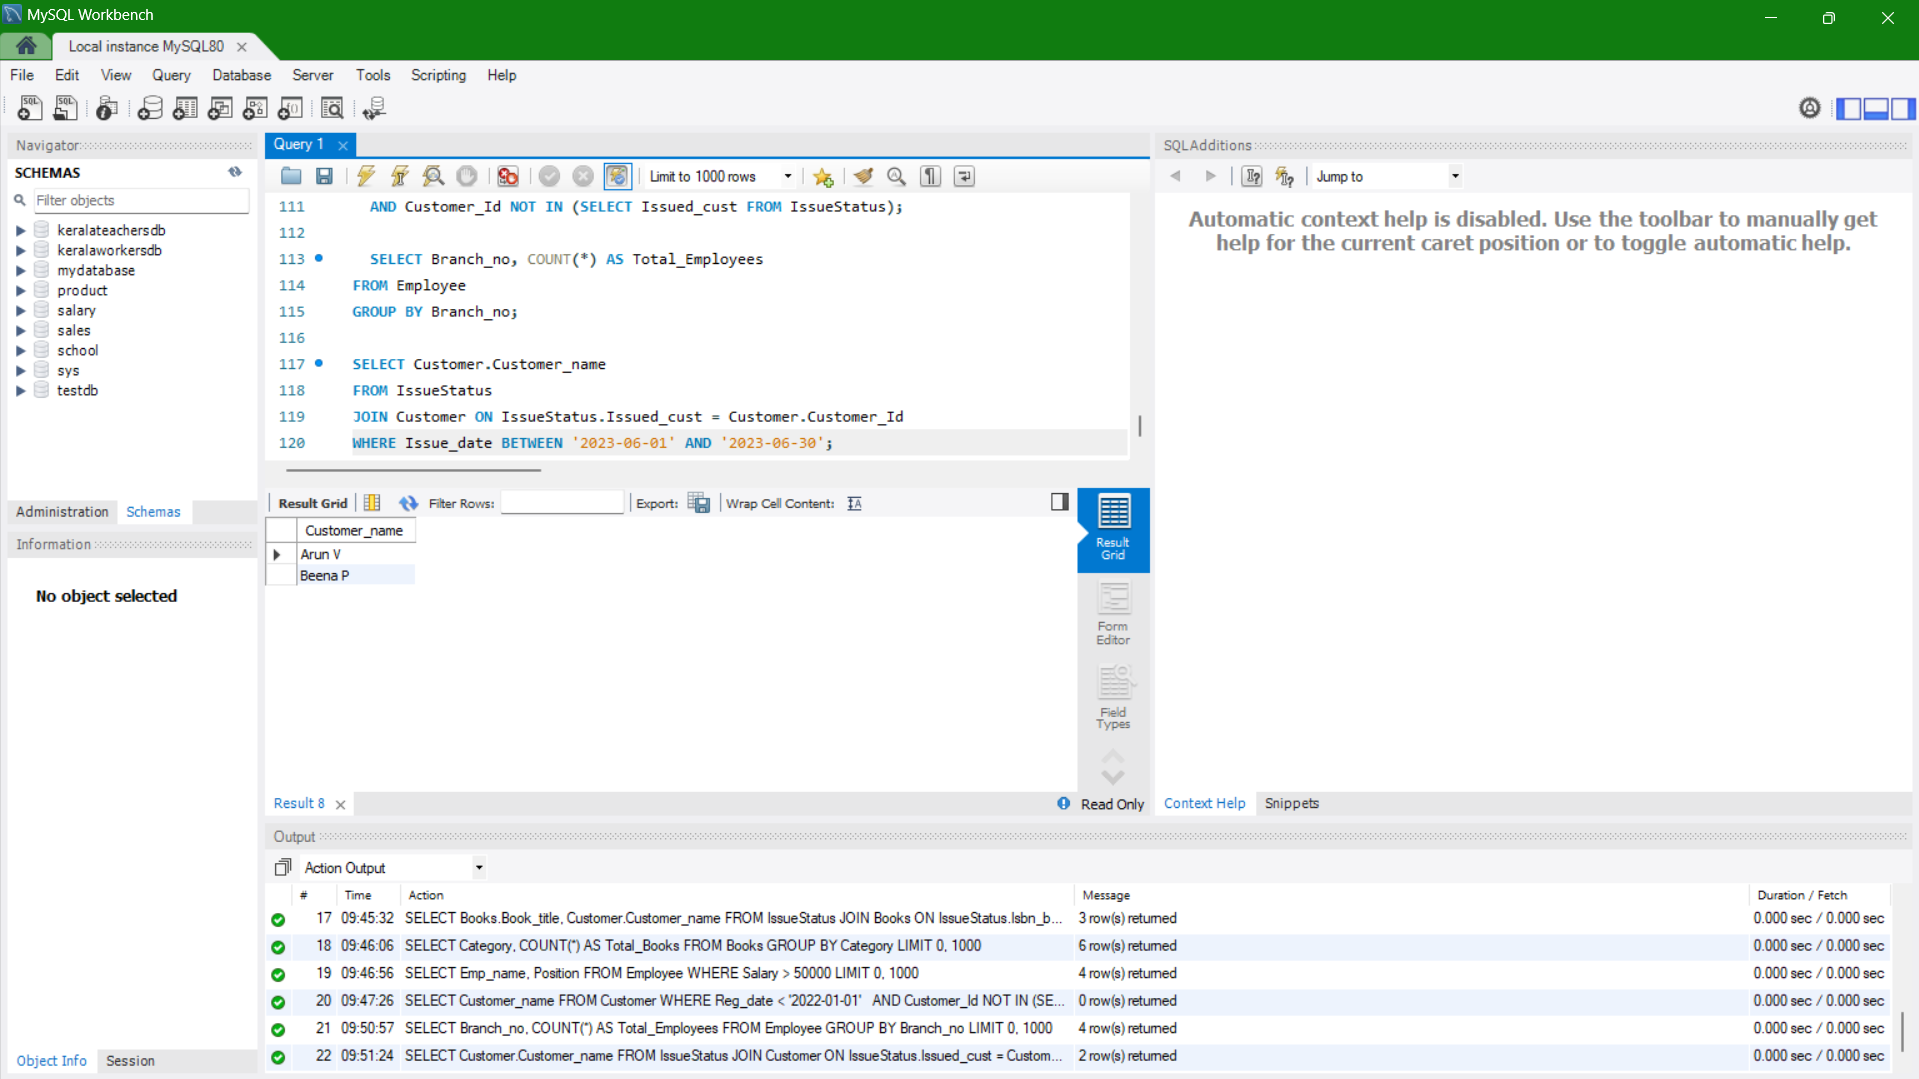 MySQL Workbench
Local instance MySQL80
File Edit View Query Database Server Tools Scripting Help
Navigator
SCHEMAS
Filter objects
keralateachersdb
keralaworkersdb
mydatabase
product
salary
sales
school
sys
testdb
Administration Schemas
Information
No object selected
Object Info Session
Query 1
Limit to 1000 rows
111 AND Customer_Id NOT IN (SELECT Issued_cust FROM IssueStatus);
112
113 SELECT Branch_no, COUNT(*) AS Total_Employees
114 FROM Employee
115 GROUP BY Branch_no;
116
117 SELECT Customer.Customer_name
118 FROM IssueStatus
119 JOIN Customer ON IssueStatus.Issued_cust = Customer.Customer_Id
120 WHERE Issue_date BETWEEN '2023-06-01' AND '2023-06-30';
Result Grid Filter Rows: Export: Wrap Cell Content:
Customer_name
Arun V
Beena P
Result Grid
Form Editor
Field Types
Result 8
Read Only
SQLAdditions
Jump to
Automatic context help is disabled. Use the toolbar to manually get
help for the current caret position or to toggle automatic help.
Context Help Snippets
Output
Action Output
# Time Action Message Duration / Fetch
17 09:45:32 SELECT Books.Book_title, Customer.Customer_name FROM IssueStatus JOIN Books ON IssueStatus.Isbn_b... 3 row(s) returned 0.000 sec / 0.000 sec
18 09:46:06 SELECT Category, COUNT(*) AS Total_Books FROM Books GROUP BY Category LIMIT 0, 1000 6 row(s) returned 0.000 sec / 0.000 sec
19 09:46:56 SELECT Emp_name, Position FROM Employee WHERE Salary > 50000 LIMIT 0, 1000 4 row(s) returned 0.000 sec / 0.000 sec
20 09:47:26 SELECT Customer_name FROM Customer WHERE Reg_date < '2022-01-01' AND Customer_Id NOT IN (SE... 0 row(s) returned 0.000 sec / 0.000 sec
21 09:50:57 SELECT Branch_no, COUNT(*) AS Total_Employees FROM Employee GROUP BY Branch_no LIMIT 0, 1000 4 row(s) returned 0.000 sec / 0.000 sec
22 09:51:24 SELECT Customer.Customer_name FROM IssueStatus JOIN Customer ON IssueStatus.Issued_cust = Custom... 2 row(s) returned 0.000 sec / 0.000 sec